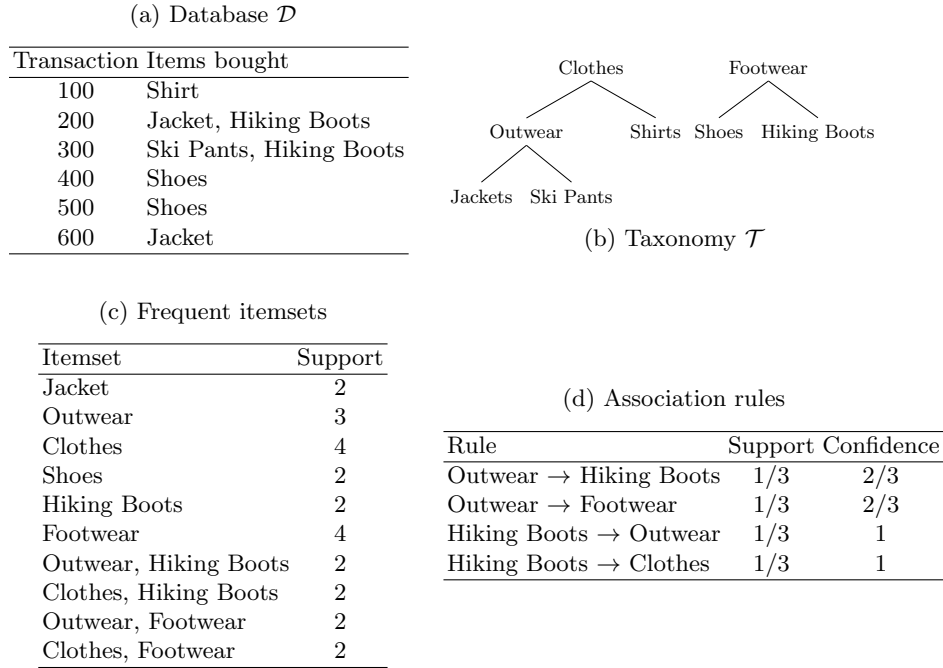 (a) Database 𝒟
Transaction Items bought
100 Shirt
200 Jacket, Hiking Boots
300 Ski Pants, Hiking Boots
400 Shoes
500 Shoes
600 Jacket
Clothes Footwear
Outwear Shirts Shoes Hiking Boots
Jackets Ski Pants
(b) Taxonomy 𝒯
(c) Frequent itemsets
Itemset Support
Jacket 2
Outwear 3
Clothes 4
Shoes 2
Hiking Boots 2
Footwear 4
Outwear, Hiking Boots 2
Clothes, Hiking Boots 2
Outwear, Footwear 2
Clothes, Footwear 2
(d) Association rules
Rule Support Confidence
Outwear → Hiking Boots 1/3 2/3
Outwear → Footwear 1/3 2/3
Hiking Boots → Outwear 1/3 1
Hiking Boots → Clothes 1/3 1